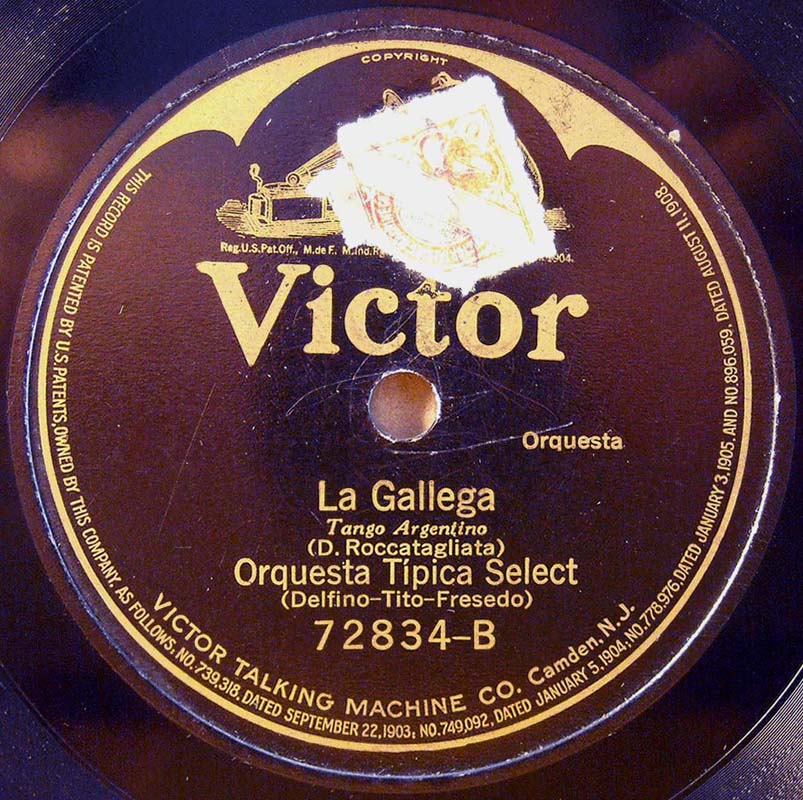 COPYRIGHT
Reg.U.S.Pat.Off., M.de F. M.Ind.R
1904.
Victor
Orquesta
La Gallega
Tango Argentino
(D. Roccatagliata)
Orquesta Típica Select
(Delfino-Tito-Fresedo)
72834-B
VICTOR TALKING MACHINE CO. Camden, N.J.
THIS RECORD IS PATENTED BY U.S. PATENTS, OWNED BY THIS COMPANY, AS FOLLOWS, NO. 739,318, DATED SEPTEMBER 22, 1903; NO. 749,092, DATED JANUARY 5, 1904, NO. 778,976, DATED JANUARY 3, 1905, AND NO. 896,059, DATED AUGUST 11, 1908.